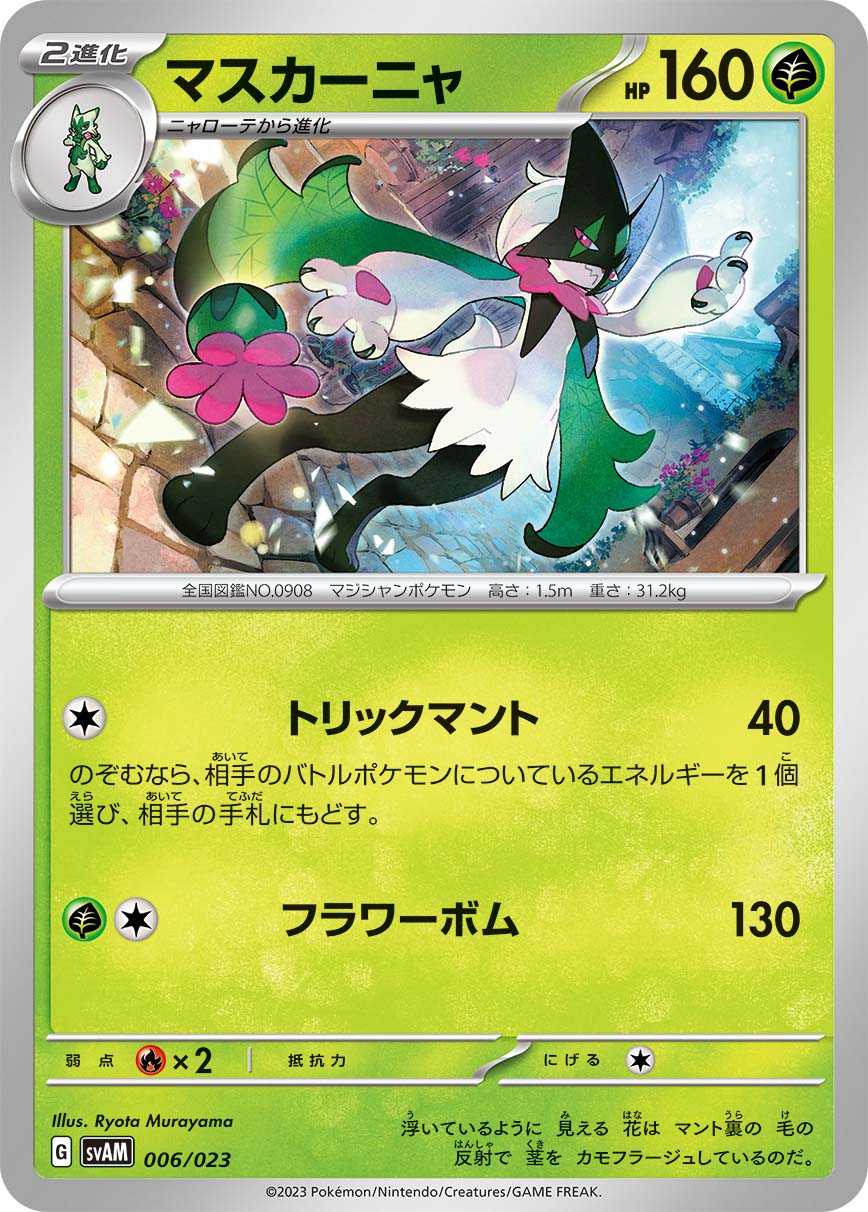 2進化
マスカーニャ
HP 160
ニャローテから進化
全国図鑑NO.0908 マジシャンポケモン 高さ:1.5m 重さ:31.2kg
トリックマント 40
のぞむなら、相手のバトルポケモンについているエネルギーを1個
選び、相手の手札にもどす。
フラワーボム 130
弱点 ×2 抵抗力 にげる
Illus. Ryota Murayama
G svAM 006/023
浮いているように 見える 花は マント裏の 毛の
反射で 茎を カモフラージュしているのだ。
©2023 Pokémon/Nintendo/Creatures/GAME FREAK.